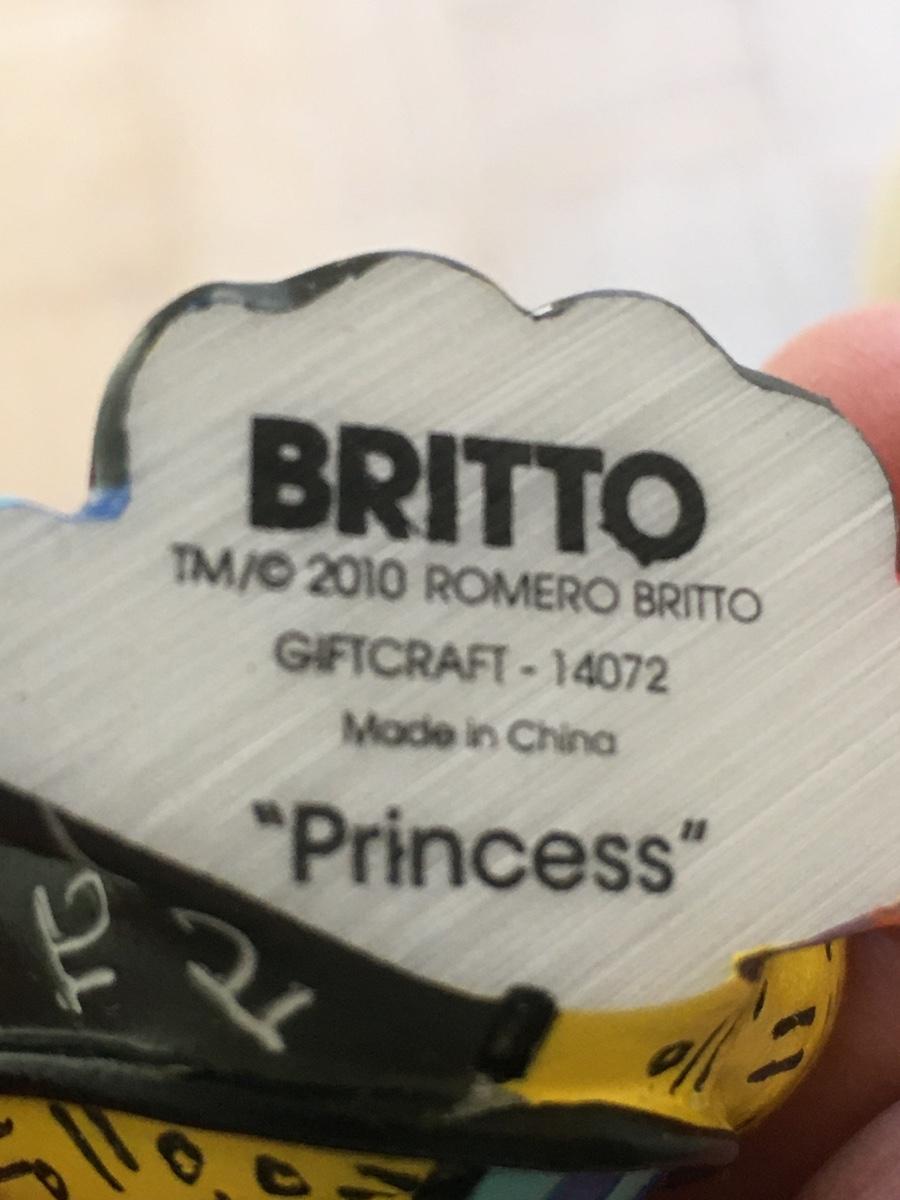 BRITTO
TM/© 2010 ROMERO BRITTO
GIFTCRAFT - 14072
Made in China
"Princess"